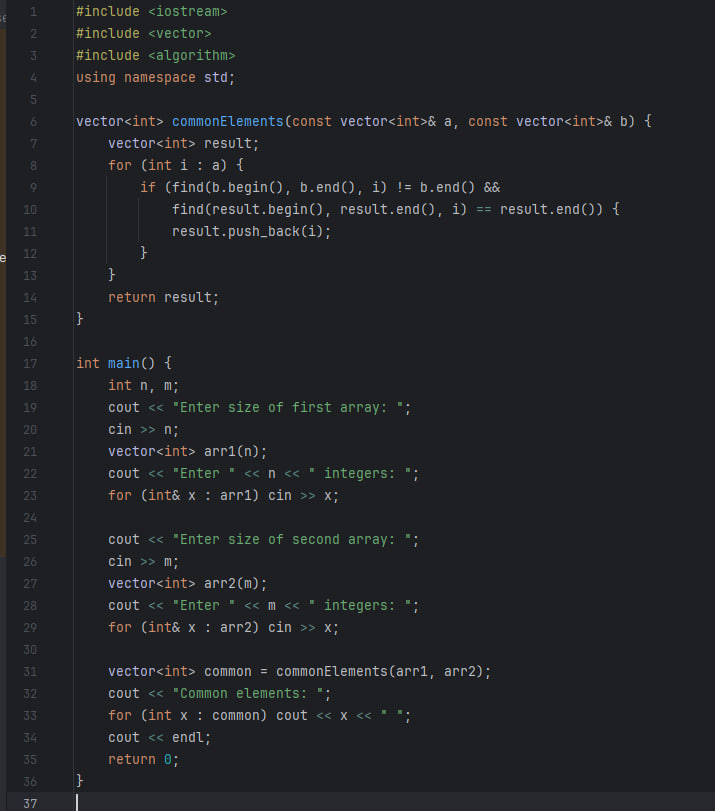 1 #include <iostream>
2 #include <vector>
3 #include <algorithm>
4 using namespace std;
5
6 vector<int> commonElements(const vector<int>& a, const vector<int>& b) {
7     vector<int> result;
8     for (int i : a) {
9         if (find(b.begin(), b.end(), i) != b.end() &&
10             find(result.begin(), result.end(), i) == result.end()) {
11             result.push_back(i);
12         }
13     }
14     return result;
15 }
16
17 int main() {
18     int n, m;
19     cout << "Enter size of first array: ";
20     cin >> n;
21     vector<int> arr1(n);
22     cout << "Enter " << n << " integers: ";
23     for (int& x : arr1) cin >> x;
24
25     cout << "Enter size of second array: ";
26     cin >> m;
27     vector<int> arr2(m);
28     cout << "Enter " << m << " integers: ";
29     for (int& x : arr2) cin >> x;
30
31     vector<int> common = commonElements(arr1, arr2);
32     cout << "Common elements: ";
33     for (int x : common) cout << x << " ";
34     cout << endl;
35     return 0;
36 }
37